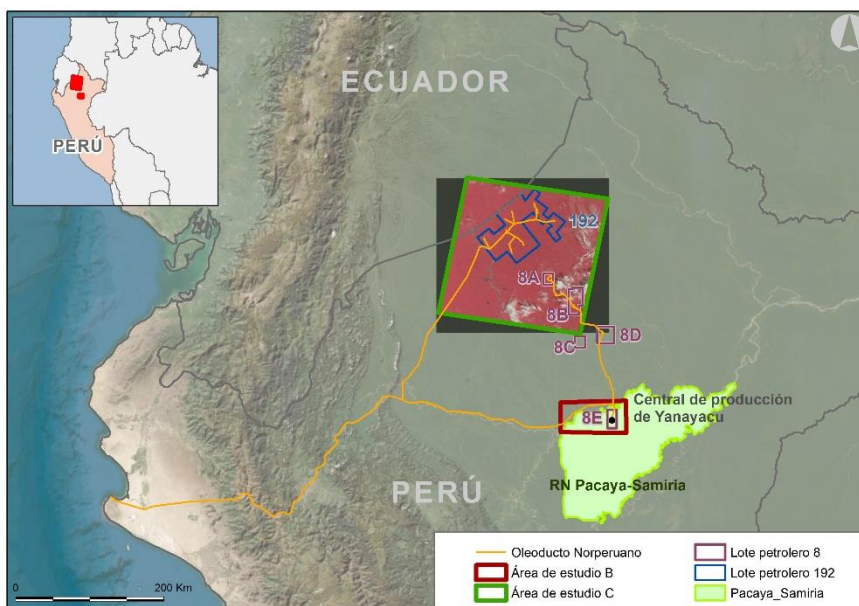 PERÚ
ECUADOR
192
8A
8B
8C
8D
8E
Central de producción
de Yanayacu
RN Pacaya-Samiria
PERÚ
0
200 Km
Oleoducto Norperuano
Área de estudio B
Área de estudio C
Lote petrolero 8
Lote petrolero 192
Pacaya_Samiria